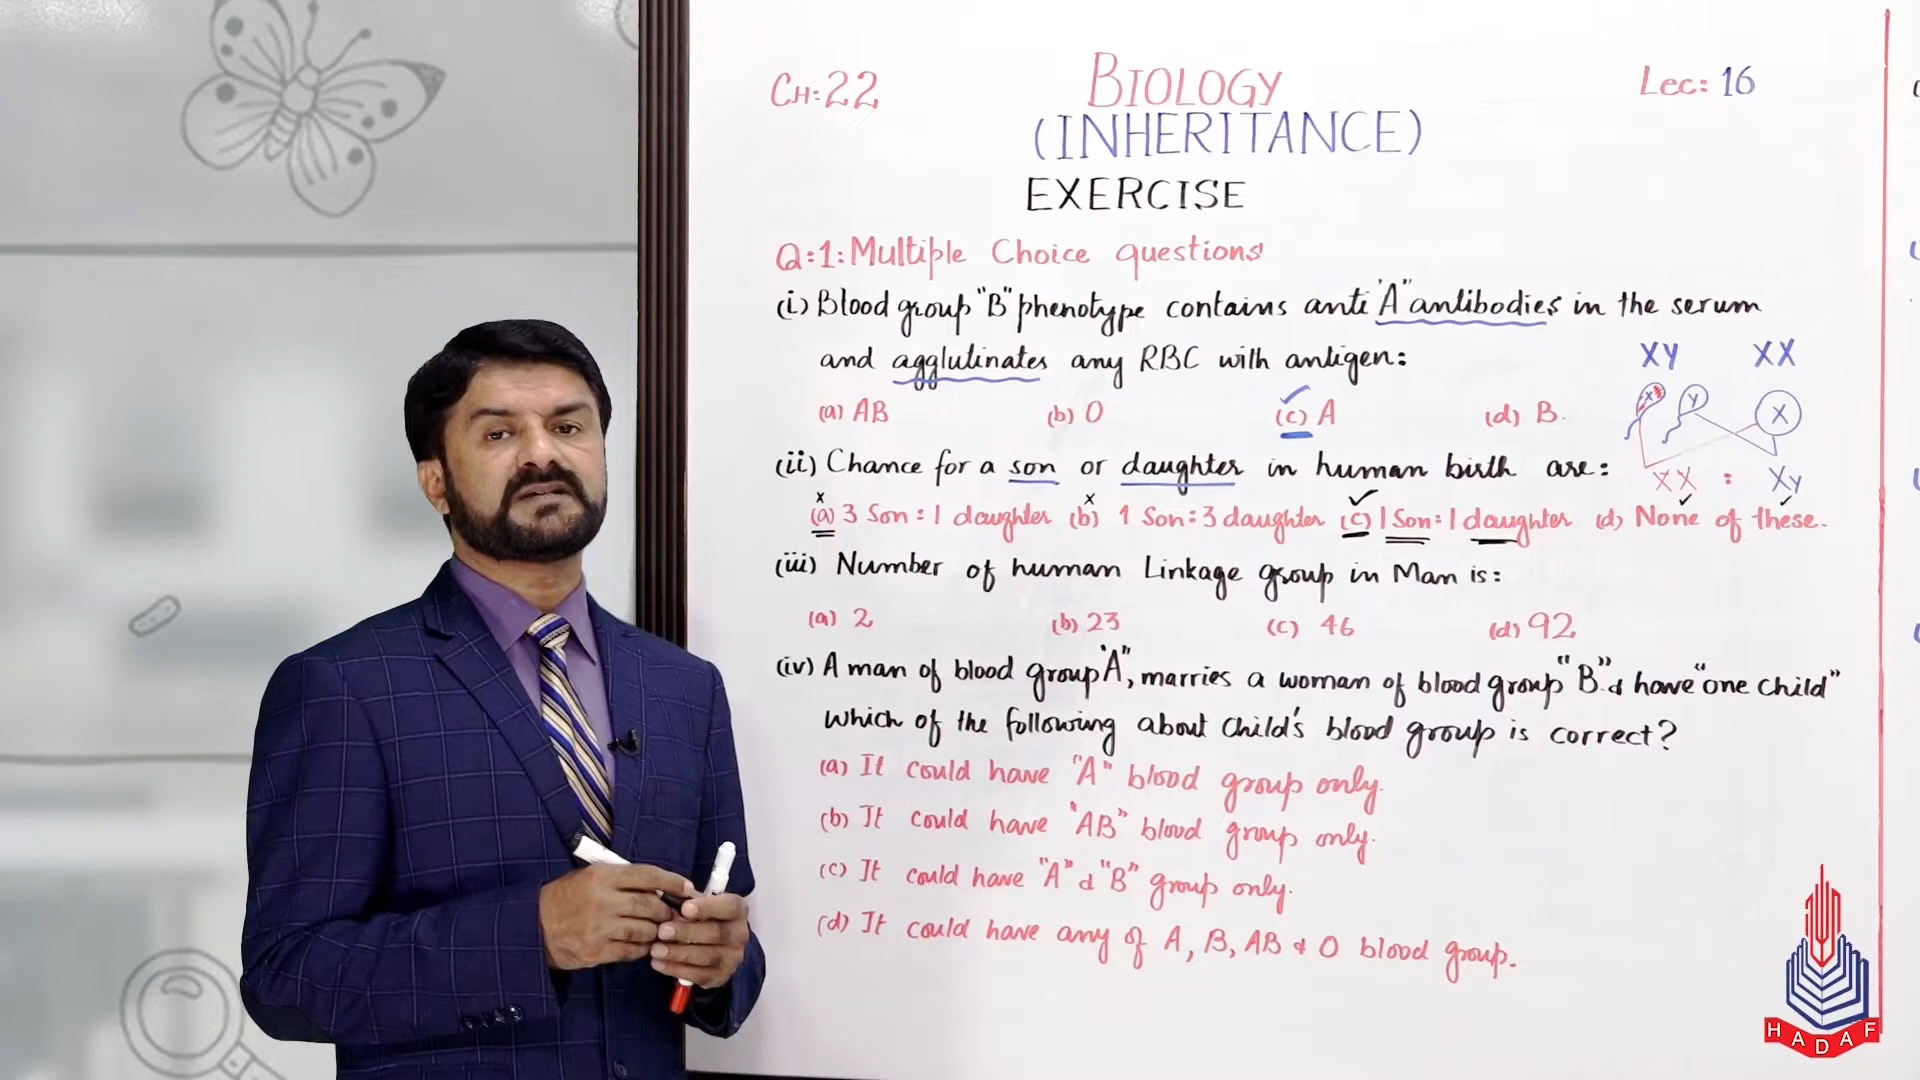 CH:22
BIOLOGY
Lec: 16
(INHERITANCE)
EXERCISE
Q:1: Multiple Choice questions
(i) Blood group "B" phenotype contains anti "A" antibodies in the serum
and agglutinates any RBC with antigen:
XY XX
(a) AB (b) O (c) A (d) B.
X Y X
(ii) Chance for a son or daughter in human birth are:
XX : Xy
(a) 3 Son : 1 daughter (b) 1 Son : 3 daughter (c) 1 Son : 1 daughter (d) None of these.
(iii) Number of human Linkage group in Man is:
(a) 2 (b) 23 (c) 46 (d) 92
(iv) A man of blood group "A", marries a woman of blood group "B" & have "one child"
Which of the following about Child's blood group is correct?
(a) It could have "A" blood group only.
(b) It could have "AB" blood group only.
(c) It could have "A" & "B" group only.
(d) It could have any of A, B, AB & O blood group.
HADAF